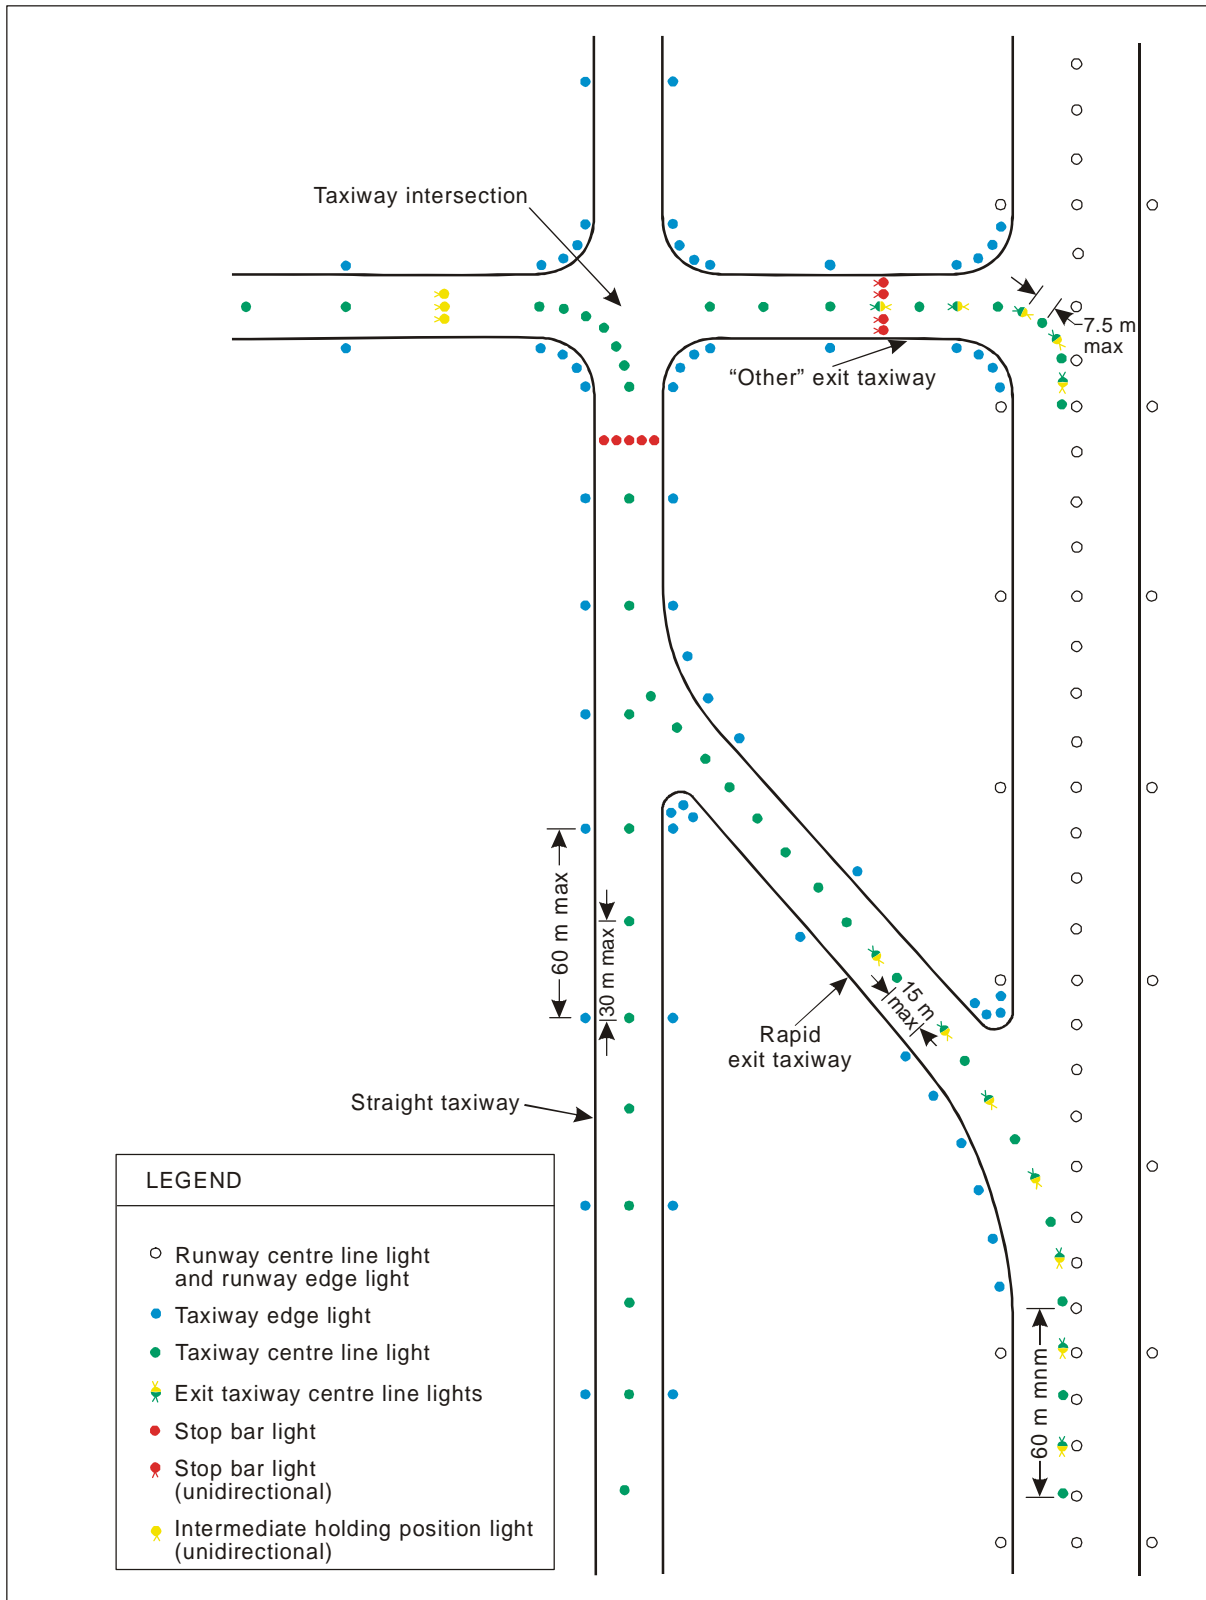 Taxiway intersection
7.5 m
max
“Other” exit taxiway
60 m max
30 m max
15 m
max
Rapid
exit taxiway
Straight taxiway
60 m mnm
LEGEND
Runway centre line light
and runway edge light
Taxiway edge light
Taxiway centre line light
Exit taxiway centre line lights
Stop bar light
Stop bar light
(unidirectional)
Intermediate holding position light
(unidirectional)